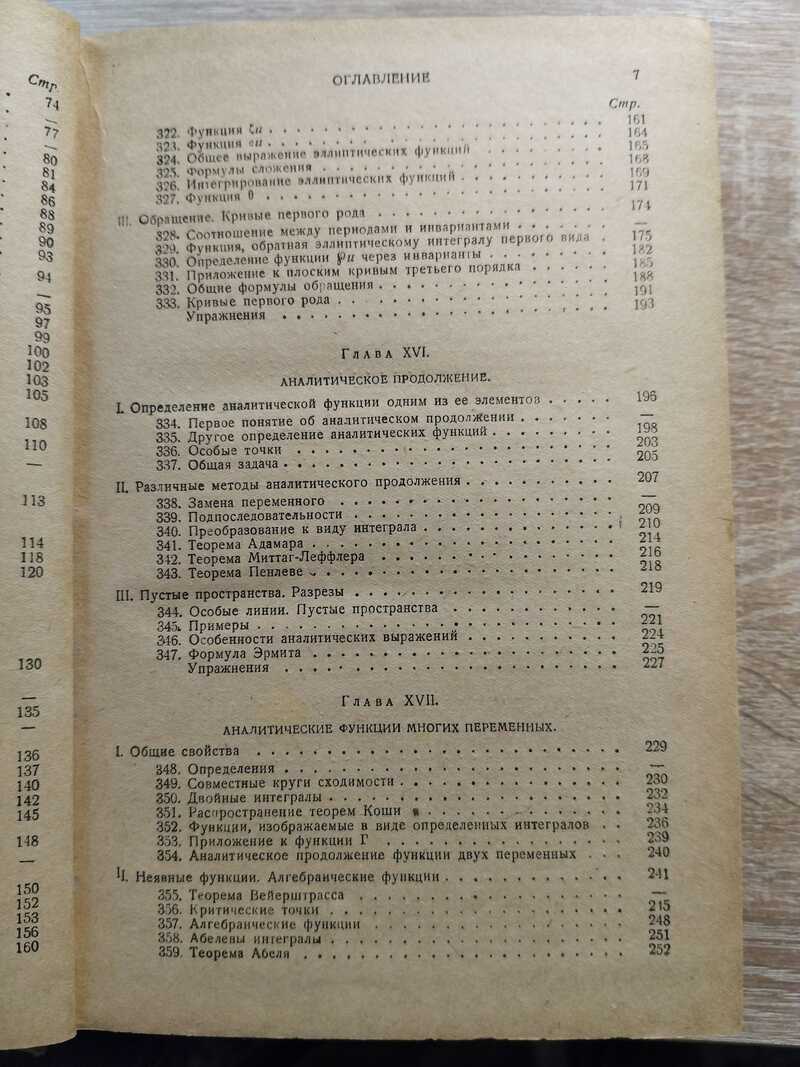 Стр.
74
—
77
—
80
81
84
86
88
89
90
93
94
—
95
97
99
100
102
103
105
108
110
—
113
114
118
120
130
—
135
—
136
137
140
142
145
148
—
150
152
153
156
160
ОГЛАВЛЕНИЕ 7
Стр.
322. Функция ζu 161
323. Функция σu 164
324. Общее выражение эллиптических функций 165
325. Формулы сложения 168
326. Интегрирование эллиптических функций 169
327. Функция θ 171
III. Обращение. Кривые первого рода 174
328. Соотношение между периодами и инвариантами —
329. Функция, обратная эллиптическому интегралу первого вида 175
330. Определение функции ℘u через инварианты 182
331. Приложение к плоским кривым третьего порядка 185
332. Общие формулы обращения 188
333. Кривые первого рода 191
Упражнения 193
Глава XVI.
АНАЛИТИЧЕСКОЕ ПРОДОЛЖЕНИЕ.
I. Определение аналитической функции одним из ее элементов 196
334. Первое понятие об аналитическом продолжении —
335. Другое определение аналитических функций 198
336. Особые точки 203
337. Общая задача 205
II. Различные методы аналитического продолжения 207
338. Замена переменного —
339. Подпоследовательности 209
340. Преобразование к виду интеграла 210
341. Теорема Адамара 214
342. Теорема Миттаг-Леффлера 216
343. Теорема Пенлеве 218
III. Пустые пространства. Разрезы 219
344. Особые линии. Пустые пространства —
345. Примеры 221
346. Особенности аналитических выражений 224
347. Формула Эрмита 225
Упражнения 227
Глава XVII.
АНАЛИТИЧЕСКИЕ ФУНКЦИИ МНОГИХ ПЕРЕМЕННЫХ.
I. Общие свойства 229
348. Определения —
349. Совместные круги сходимости 230
350. Двойные интегралы 232
351. Распространение теорем Коши 234
352. Функции, изображаемые в виде определенных интегралов 236
353. Приложение к функции Γ 239
354. Аналитическое продолжение функции двух переменных 240
II. Неявные функции. Алгебраические функции 241
355. Теорема Вейерштрасса —
356. Критические точки 245
357. Алгебраические функции 248
358. Абелевы интегралы 251
359. Теорема Абеля 252